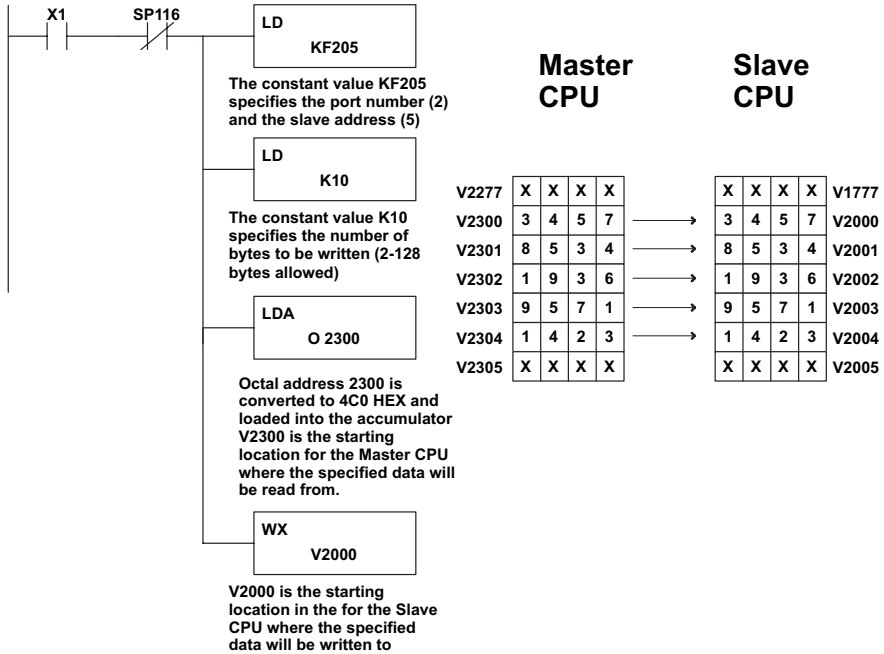 X1
SP116
LD
KF205
The constant value KF205
specifies the port number (2)
and the slave address (5)
LD
K10
The constant value K10
specifies the number of
bytes to be written (2-128
bytes allowed)
LDA
O 2300
Octal address 2300 is
converted to 4C0 HEX and
loaded into the accumulator
V2300 is the starting
location for the Master CPU
where the specified data will
be read from.
WX
V2000
V2000 is the starting
location in the for the Slave
CPU where the specified
data will be written to
Master
CPU
Slave
CPU
V2277 X X X X X X X X V1777
V2300 3 4 5 7 3 4 5 7 V2000
V2301 8 5 3 4 8 5 3 4 V2001
V2302 1 9 3 6 1 9 3 6 V2002
V2303 9 5 7 1 9 5 7 1 V2003
V2304 1 4 2 3 1 4 2 3 V2004
V2305 X X X X X X X X V2005